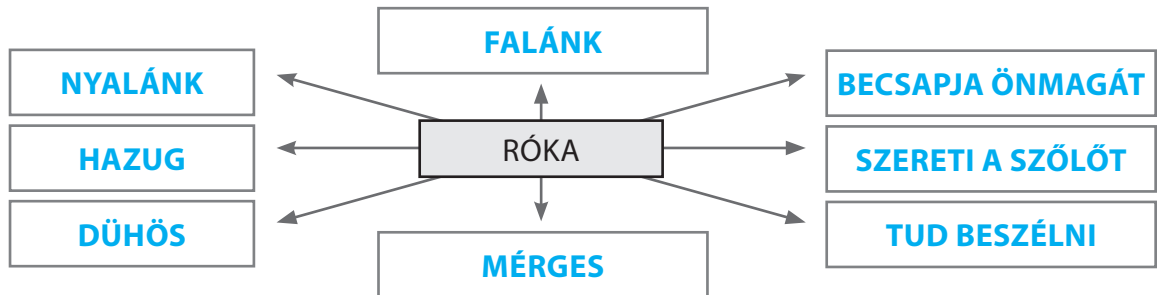 FALÁNK
NYALÁNK
BECSAPJA ÖNMAGÁT
HAZUG
RÓKA
SZERETI A SZŐLŐT
DÜHÖS
TUD BESZÉLNI
MÉRGES